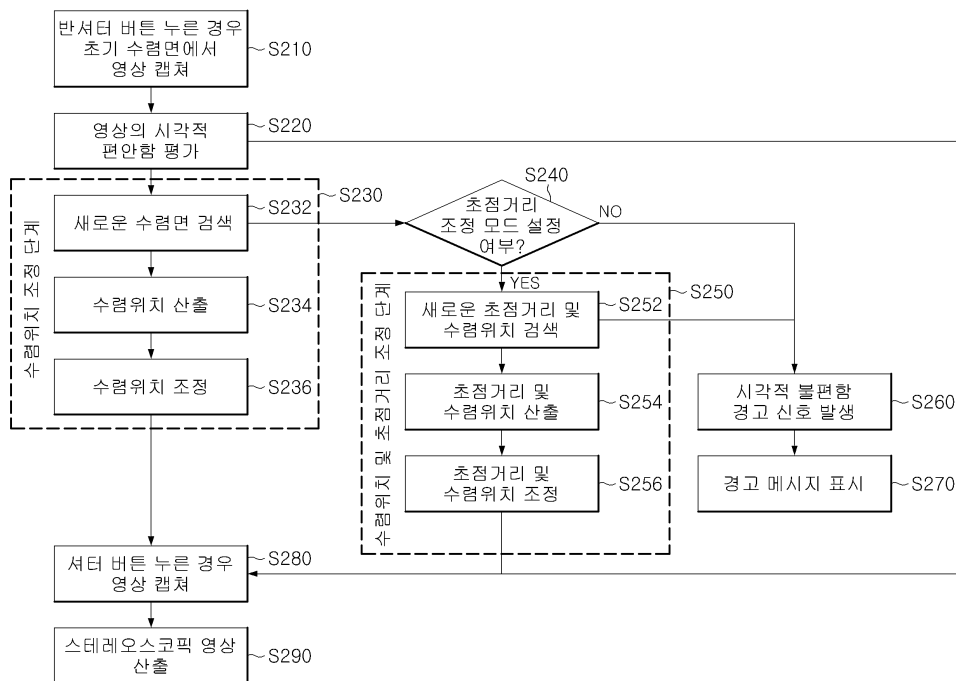 반셔터 버튼 누른 경우
초기 수렴면에서
영상 캡쳐
S210
영상의 시각적
편안함 평가
S220
수렴위치 조정 단계
S230
새로운 수렴면 검색
S232
수렴위치 산출
S234
수렴위치 조정
S236
초점거리
조정 모드 설정
여부?
S240
NO
YES
수렴위치 및 초점거리 조정 단계
S250
새로운 초점거리 및
수렴위치 검색
S252
초점거리 및
수렴위치 산출
S254
초점거리 및
수렴위치 조정
S256
시각적 불편함
경고 신호 발생
S260
경고 메시지 표시
S270
셔터 버튼 누른 경우
영상 캡쳐
S280
스테레오스코픽 영상
산출
S290